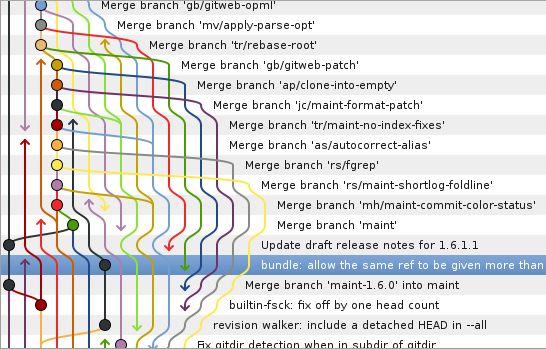 Merge branch 'gb/gitweb-opml'
Merge branch 'mv/apply-parse-opt'
Merge branch 'tr/rebase-root'
Merge branch 'gb/gitweb-patch'
Merge branch 'ap/clone-into-empty'
Merge branch 'jc/maint-format-patch'
Merge branch 'tr/maint-no-index-fixes'
Merge branch 'as/autocorrect-alias'
Merge branch 'rs/fgrep'
Merge branch 'rs/maint-shortlog-foldline'
Merge branch 'mh/maint-commit-color-status'
Merge branch 'maint'
Update draft release notes for 1.6.1.1
bundle: allow the same ref to be given more than
Merge branch 'maint-1.6.0' into maint
builtin-fsck: fix off by one head count
revision walker: include a detached HEAD in --all
Fix gitdir detection when in subdir of gitdir